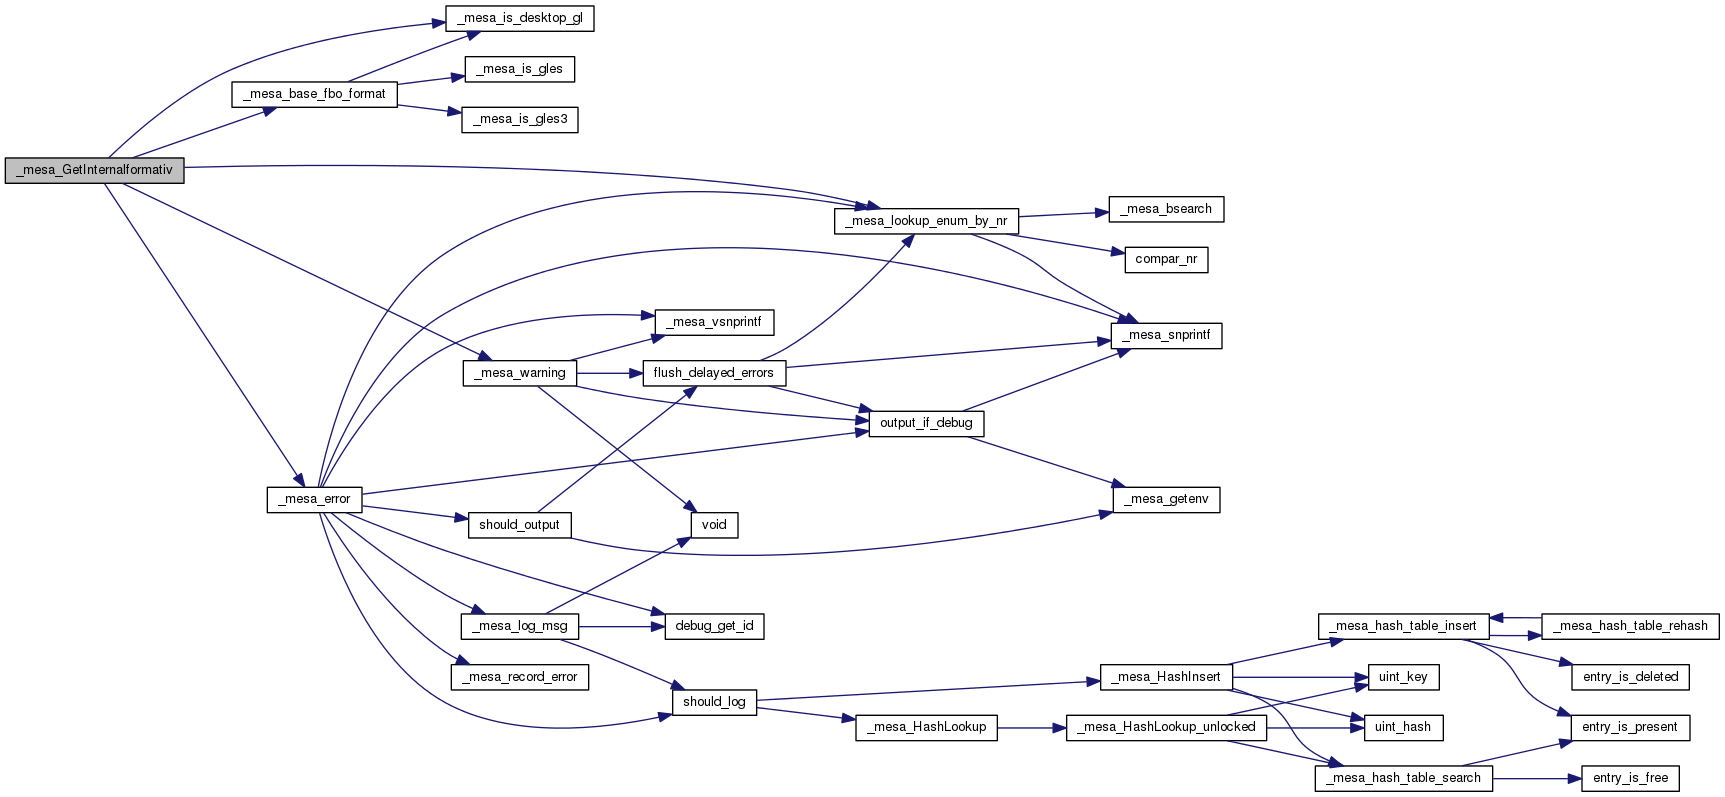 _mesa_is_desktop_gl
_mesa_is_gles
_mesa_base_fbo_format
_mesa_is_gles3
_mesa_GetInternalformativ
_mesa_lookup_enum_by_nr
_mesa_bsearch
compar_nr
_mesa_vsnprintf
_mesa_snprintf
_mesa_warning
flush_delayed_errors
output_if_debug
_mesa_error
_mesa_getenv
should_output
void
_mesa_log_msg
debug_get_id
_mesa_hash_table_insert
_mesa_hash_table_rehash
_mesa_record_error
_mesa_HashInsert
uint_key
entry_is_deleted
should_log
_mesa_HashLookup
_mesa_HashLookup_unlocked
uint_hash
entry_is_present
_mesa_hash_table_search
entry_is_free